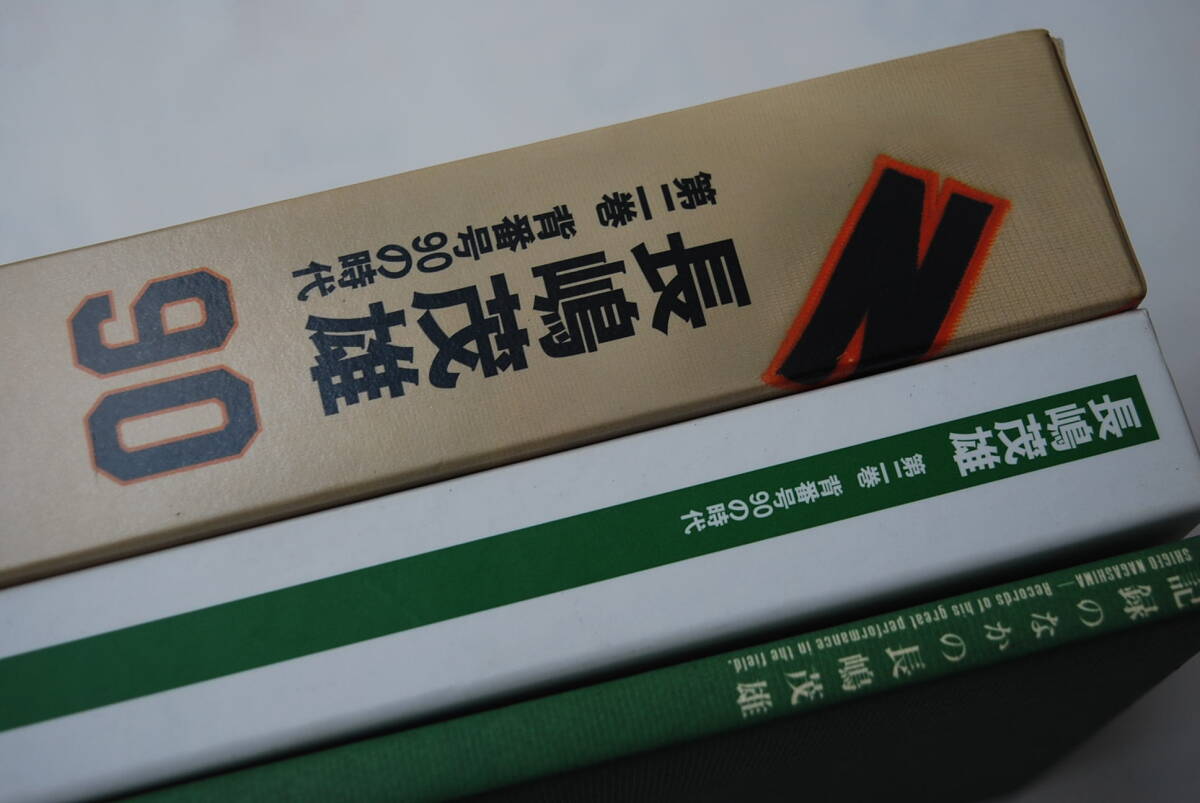 N
長嶋茂雄
第二巻 背番号90の時代
90
長嶋茂雄 第二巻 背番号90の時代
記録のなかの長嶋茂雄
SHIGEO NAGASHIMA—Records of his great performance in the field.